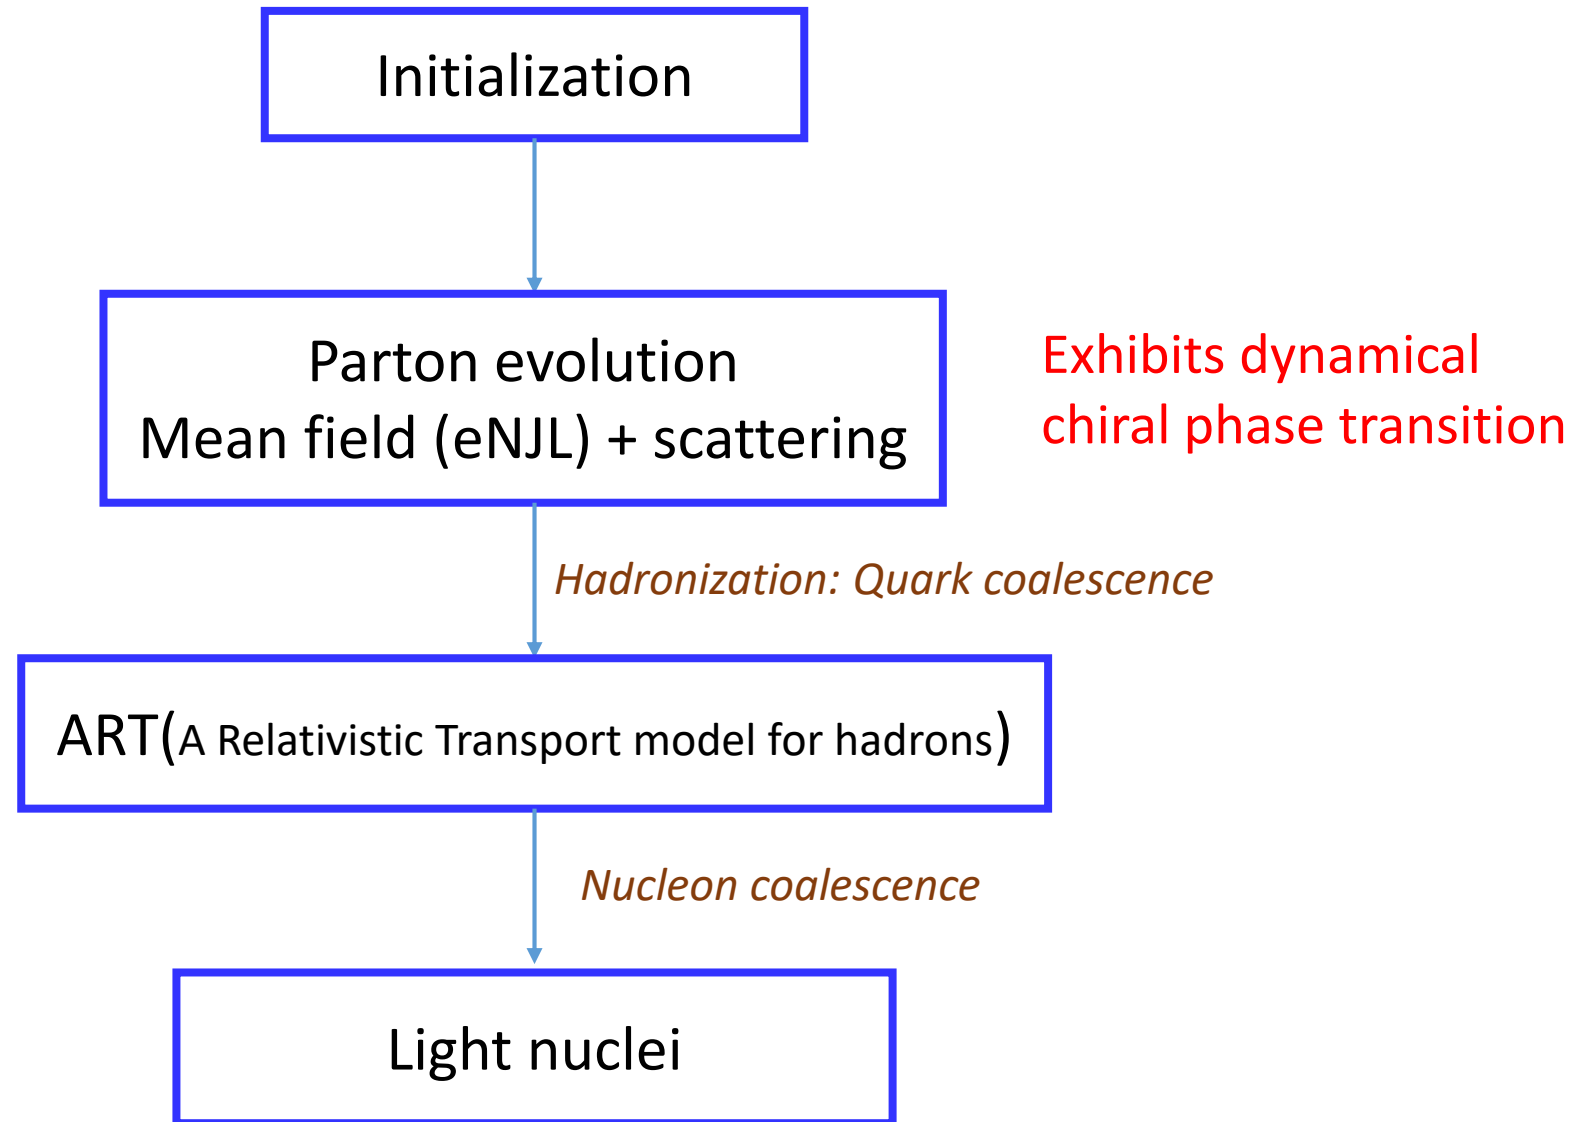 Initialization
Parton evolution
Mean field (eNJL) + scattering
Exhibits dynamical
chiral phase transition
Hadronization: Quark coalescence
ART(A Relativistic Transport model for hadrons)
Nucleon coalescence
Light nuclei